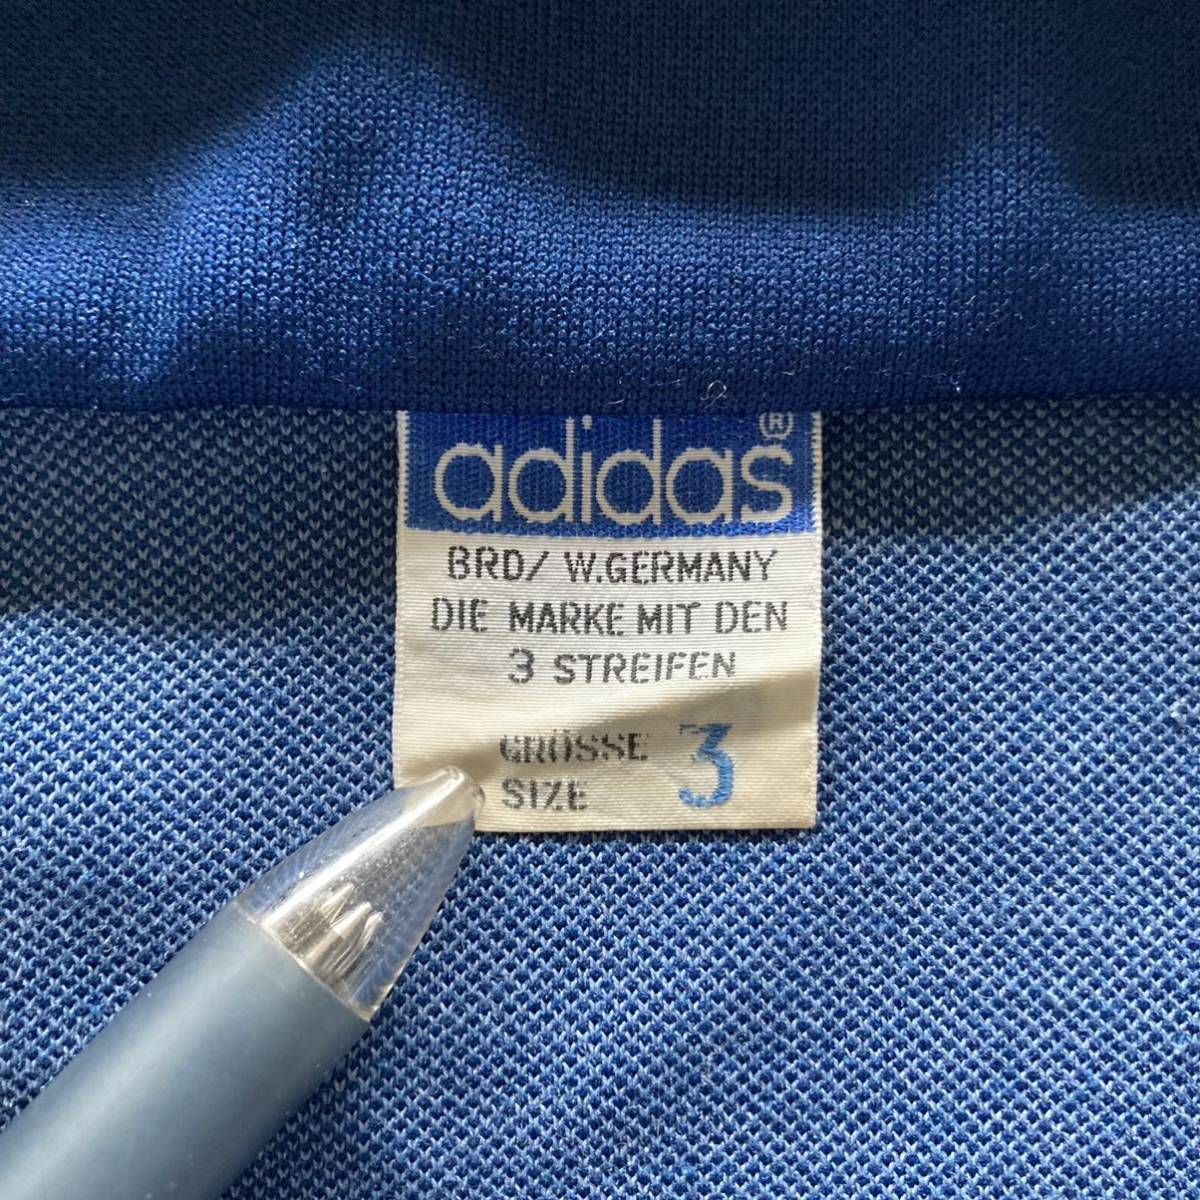 adidas®
BRD/ W.GERMANY
DIE MARKE MIT DEN
3 STREIFEN
GRÖSSE 3
SIZE